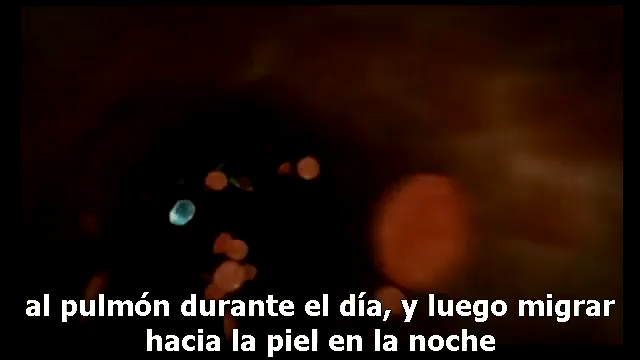 al pulmón durante el día, y luego migrar
hacia la piel en la noche